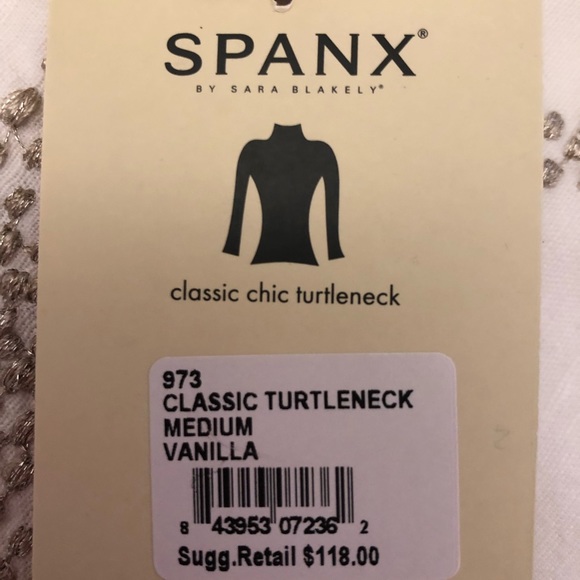 SPANX®
BY SARA BLAKELY®
classic chic turtleneck
973
CLASSIC TURTLENECK
MEDIUM
VANILLA
8 43953 07236 2
Sugg.Retail $118.00